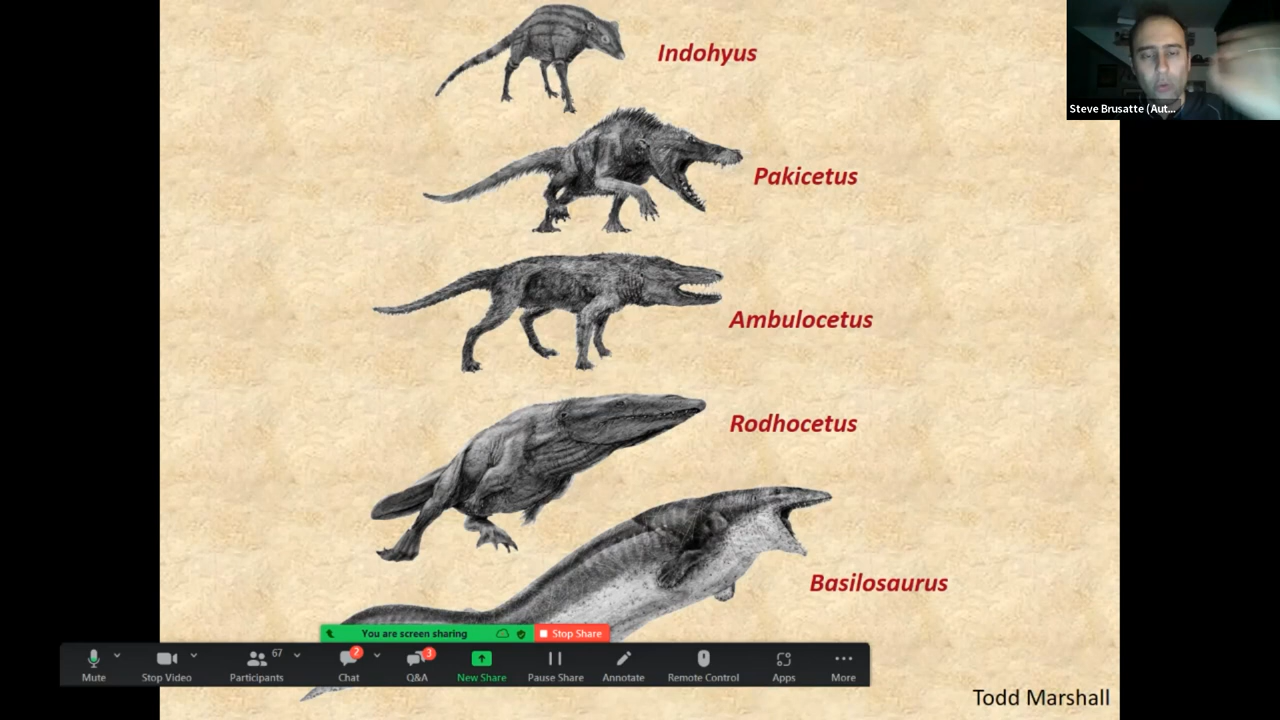 Indohyus
Steve Brusatte (Aut...
Pakicetus
Ambulocetus
Rodhocetus
Basilosaurus
You are screen sharing
Stop Share
67
2
3
Mute
Stop Video
Participants
Chat
Q&A
New Share
Pause Share
Annotate
Remote Control
Apps
More
Todd Marshall